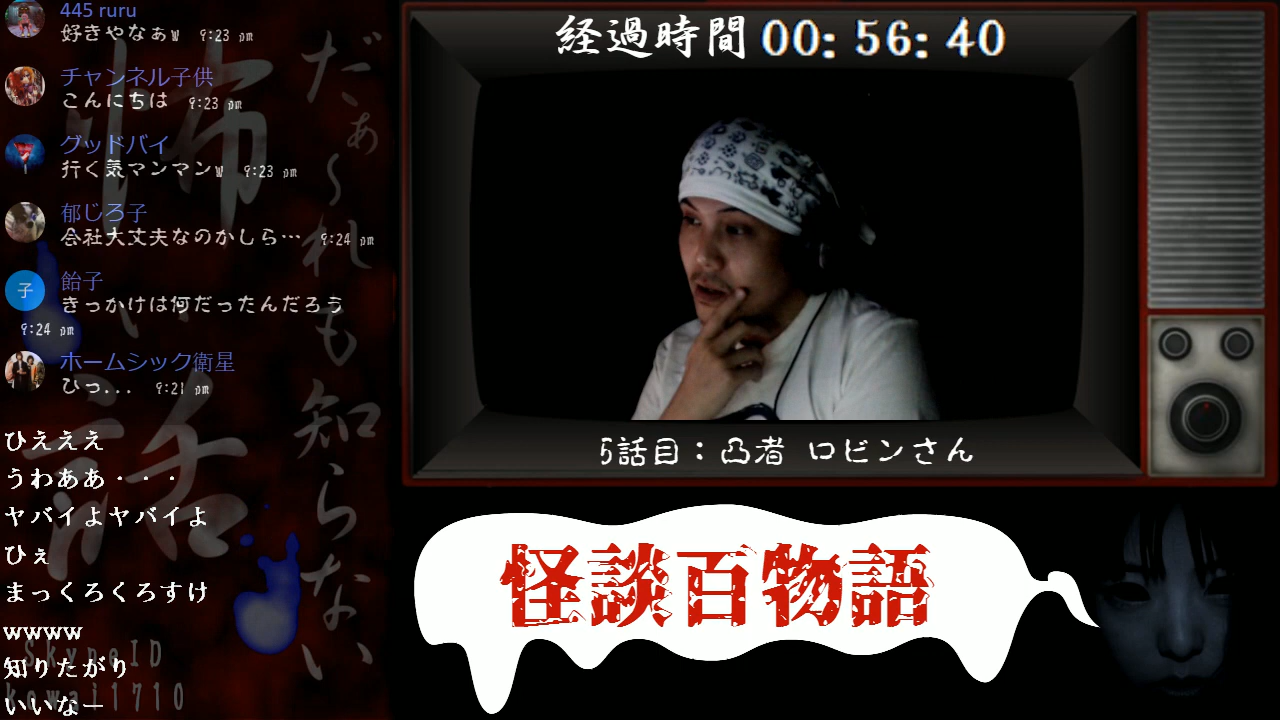 445 ruru
好きやなぁw 9:23 pm
チャンネル子供
こんにちは 9:23 pm
グッドバイ
行く気マンマンw 9:23 pm
郁じろ子
会社大丈夫なのかしら… 9:24 pm
子
飴子
きっかけは何だったんだろう
9:24 pm
ホームシック衛星
ひっ... 9:21 pm
ひえええ
うわああ・・・
ヤバイよヤバイよ
ひぇ
まっくろくろすけ
wwww
SkypeID
知りたがり
kowai1710
いいなー
だぁ〜れも知らない
怖い話
経過時間 00: 56: 40
5話目：凸者 ロビンさん
怪談百物語